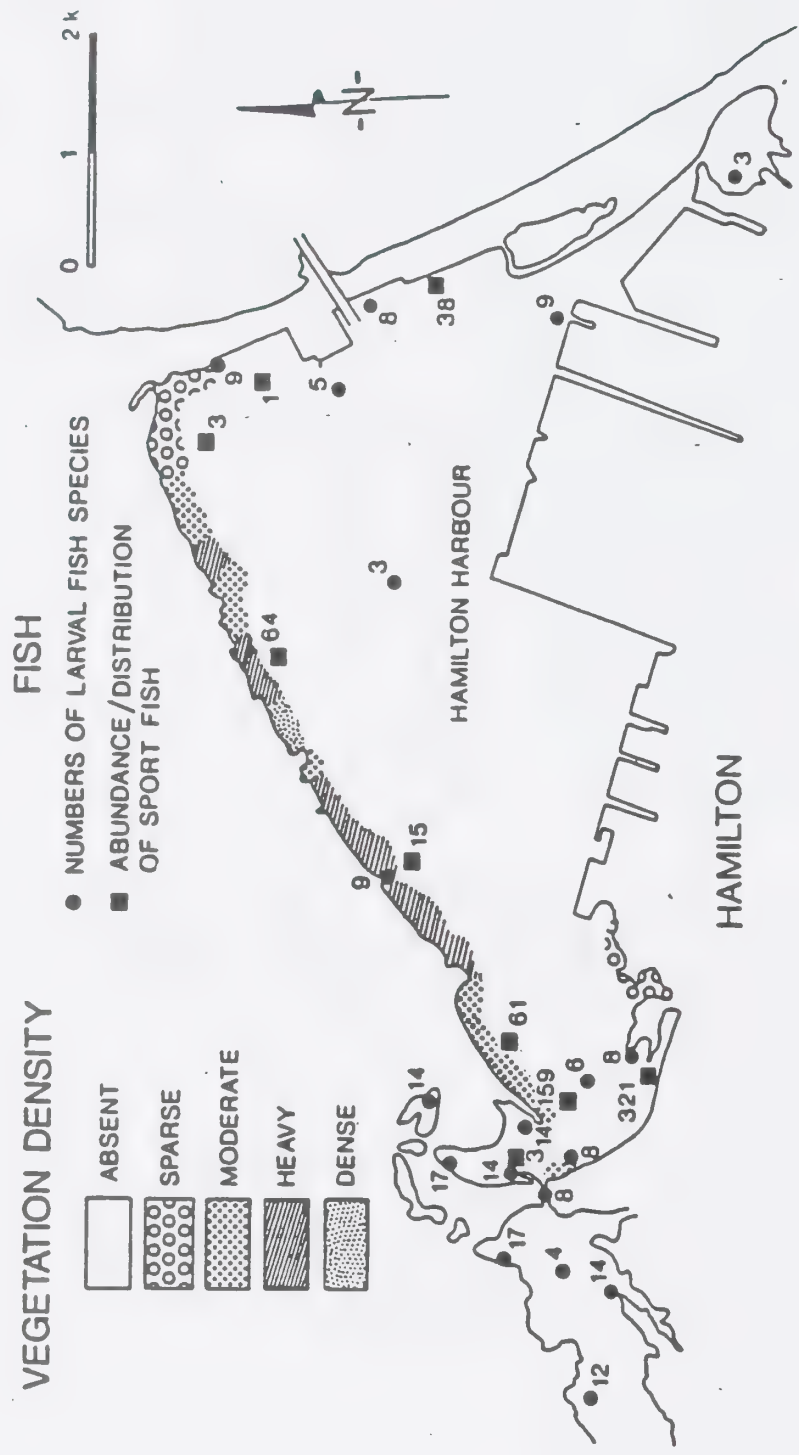 VEGETATION DENSITY
ABSENT
SPARSE
MODERATE
HEAVY
DENSE
FISH
NUMBERS OF LARVAL FISH SPECIES
ABUNDANCE/DISTRIBUTION
OF SPORT FISH
0 1 2 k
N
HAMILTON HARBOUR
HAMILTON
12
14
4
17
8
17
14
14
3
14
8
159
6
8
321
61
9
15
64
3
3
9
1
5
8
38
9
3